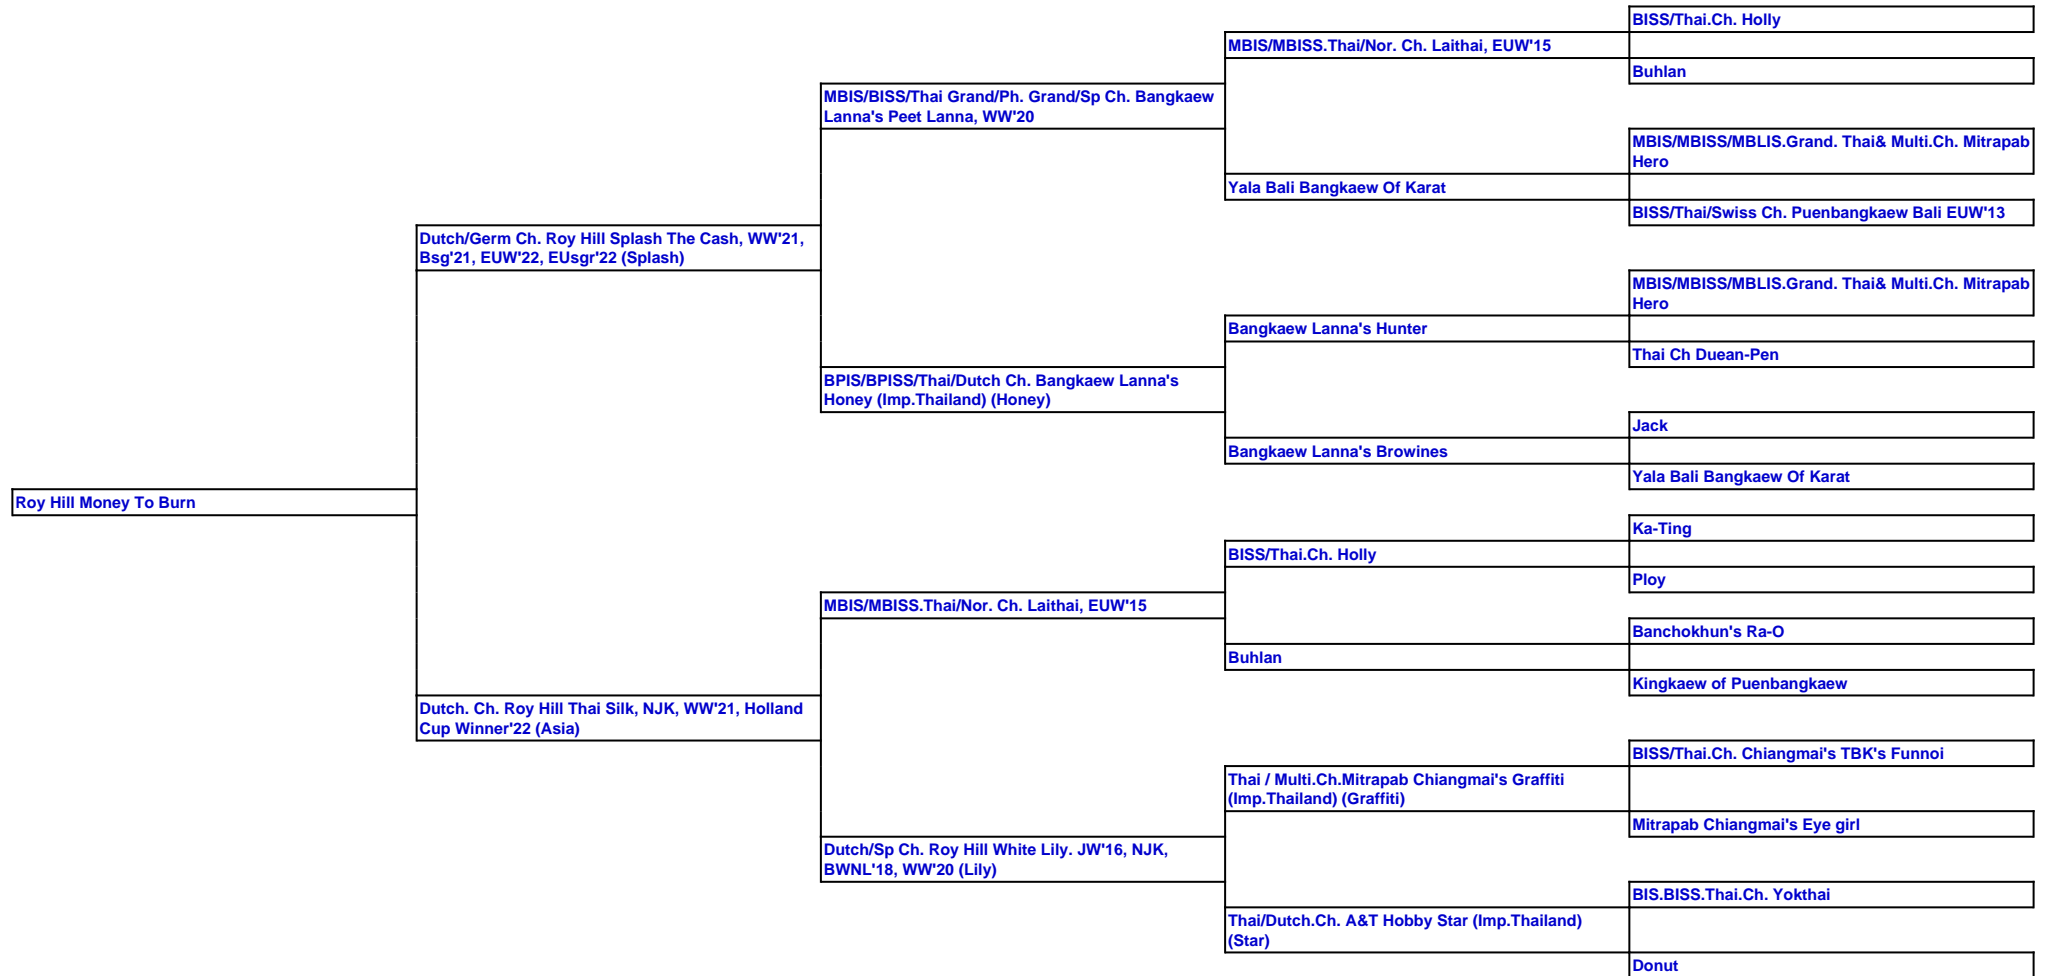 BISS/Thai.Ch. Holly
MBIS/MBISS.Thai/Nor. Ch. Laithai, EUW'15
Buhlan
MBIS/BISS/Thai Grand/Ph. Grand/Sp Ch. Bangkaew
Lanna's Peet Lanna, WW'20
MBIS/MBISS/MBLIS.Grand. Thai& Multi.Ch. Mitrapab
Hero
Yala Bali Bangkaew Of Karat
BISS/Thai/Swiss Ch. Puenbangkaew Bali EUW'13
Dutch/Germ Ch. Roy Hill Splash The Cash, WW'21,
Bsg'21, EUW'22, EUsgr'22 (Splash)
MBIS/MBISS/MBLIS.Grand. Thai& Multi.Ch. Mitrapab
Hero
Bangkaew Lanna's Hunter
Thai Ch Duean-Pen
BPIS/BPISS/Thai/Dutch Ch. Bangkaew Lanna's
Honey (Imp.Thailand) (Honey)
Jack
Bangkaew Lanna's Browines
Yala Bali Bangkaew Of Karat
Roy Hill Money To Burn
Ka-Ting
BISS/Thai.Ch. Holly
Ploy
MBIS/MBISS.Thai/Nor. Ch. Laithai, EUW'15
Banchokhun's Ra-O
Buhlan
Kingkaew of Puenbangkaew
Dutch. Ch. Roy Hill Thai Silk, NJK, WW'21, Holland
Cup Winner'22 (Asia)
BISS/Thai.Ch. Chiangmai's TBK's Funnoi
Thai / Multi.Ch.Mitrapab Chiangmai's Graffiti
(Imp.Thailand) (Graffiti)
Mitrapab Chiangmai's Eye girl
Dutch/Sp Ch. Roy Hill White Lily. JW'16, NJK,
BWNL'18, WW'20 (Lily)
BIS.BISS.Thai.Ch. Yokthai
Thai/Dutch.Ch. A&T Hobby Star (Imp.Thailand)
(Star)
Donut